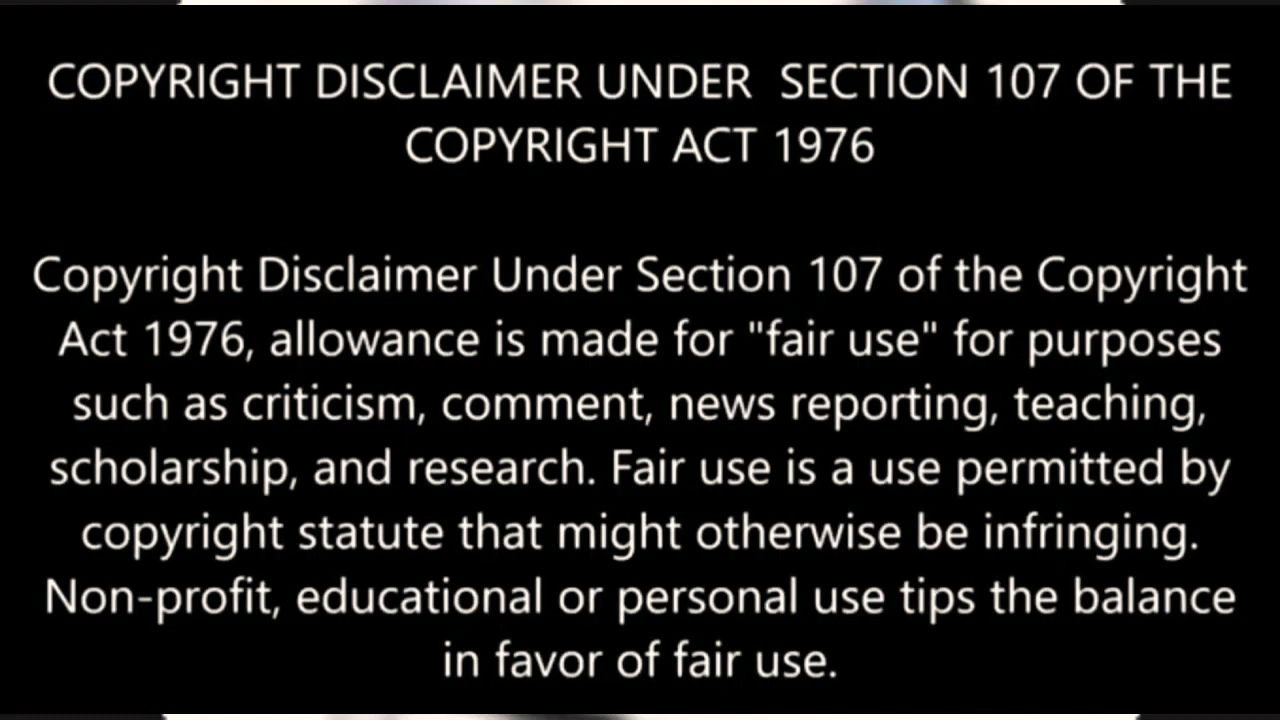 COPYRIGHT DISCLAIMER UNDER SECTION 107 OF THE
COPYRIGHT ACT 1976
Copyright Disclaimer Under Section 107 of the Copyright
Act 1976, allowance is made for "fair use" for purposes
such as criticism, comment, news reporting, teaching,
scholarship, and research. Fair use is a use permitted by
copyright statute that might otherwise be infringing.
Non-profit, educational or personal use tips the balance
in favor of fair use.